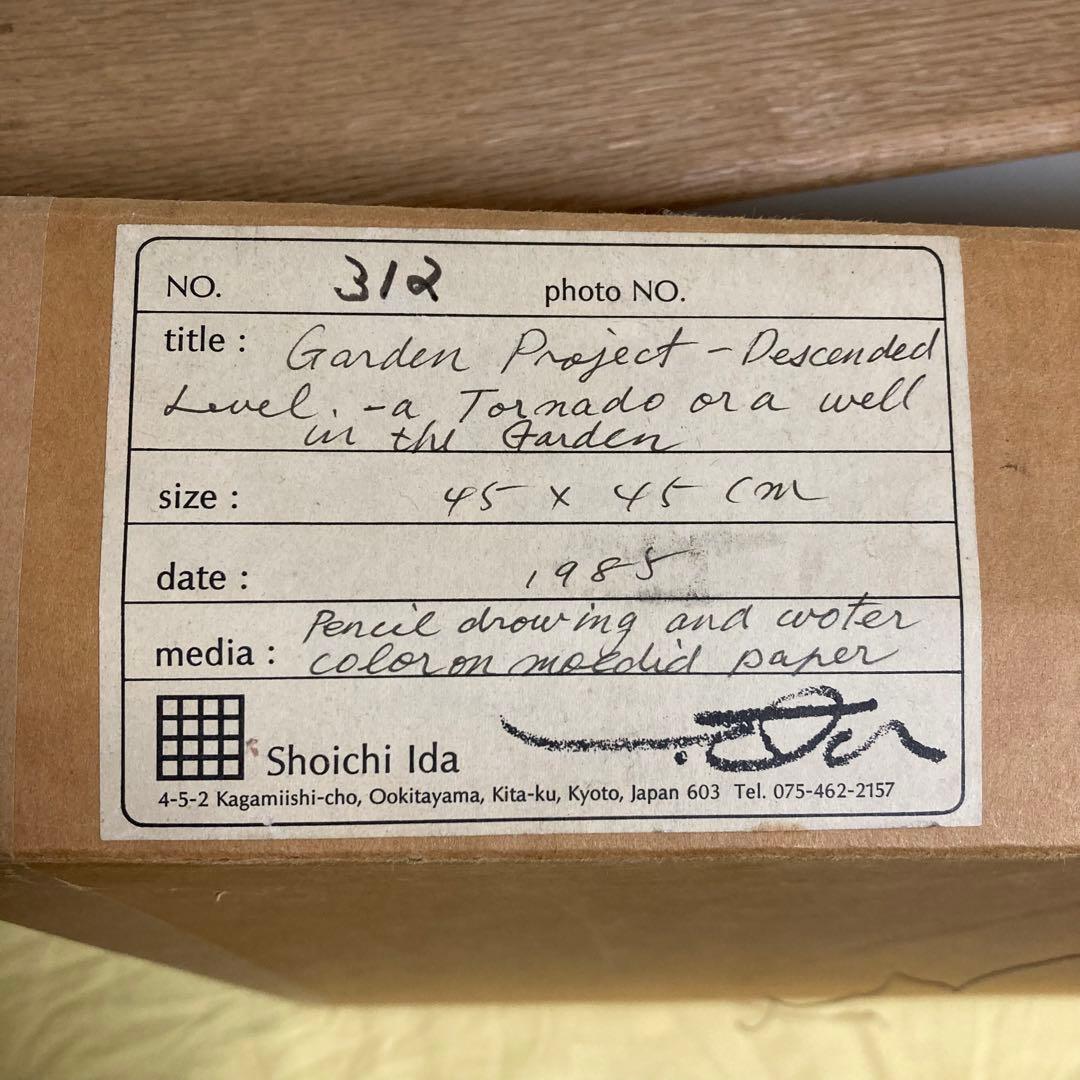 NO. 312 photo NO.
title : Garden Project - Descended
Level. - a Tornado or a well
in the Garden
size : 45 x 45 cm
date : 1985
Pencil drowing and woter
media : color on moldid paper
Shoichi Ida
4-5-2 Kagamiishi-cho, Ookitayama, Kita-ku, Kyoto, Japan 603 Tel. 075-462-2157